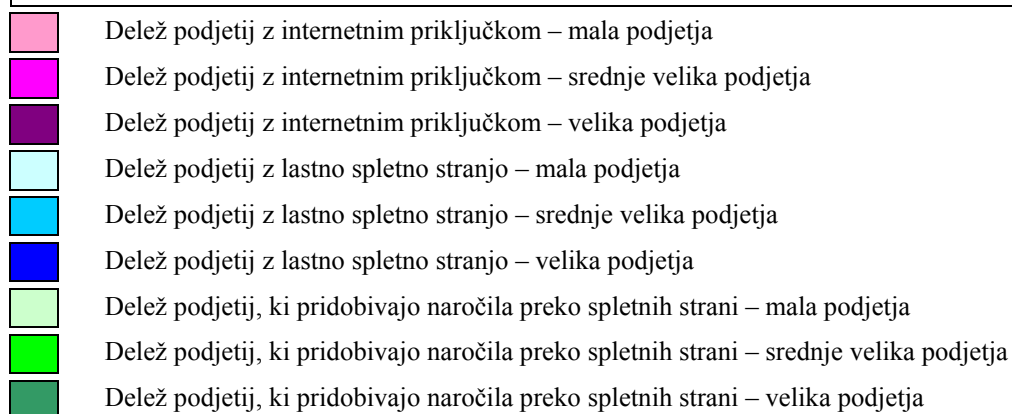 Delež podjetij z internetnim priključkom – mala podjetja
Delež podjetij z internetnim priključkom – srednje velika podjetja
Delež podjetij z internetnim priključkom – velika podjetja
Delež podjetij z lastno spletno stranjo – mala podjetja
Delež podjetij z lastno spletno stranjo – srednje velika podjetja
Delež podjetij z lastno spletno stranjo – velika podjetja
Delež podjetij, ki pridobivajo naročila preko spletnih strani – mala podjetja
Delež podjetij, ki pridobivajo naročila preko spletnih strani – srednje velika podjetja
Delež podjetij, ki pridobivajo naročila preko spletnih strani – velika podjetja